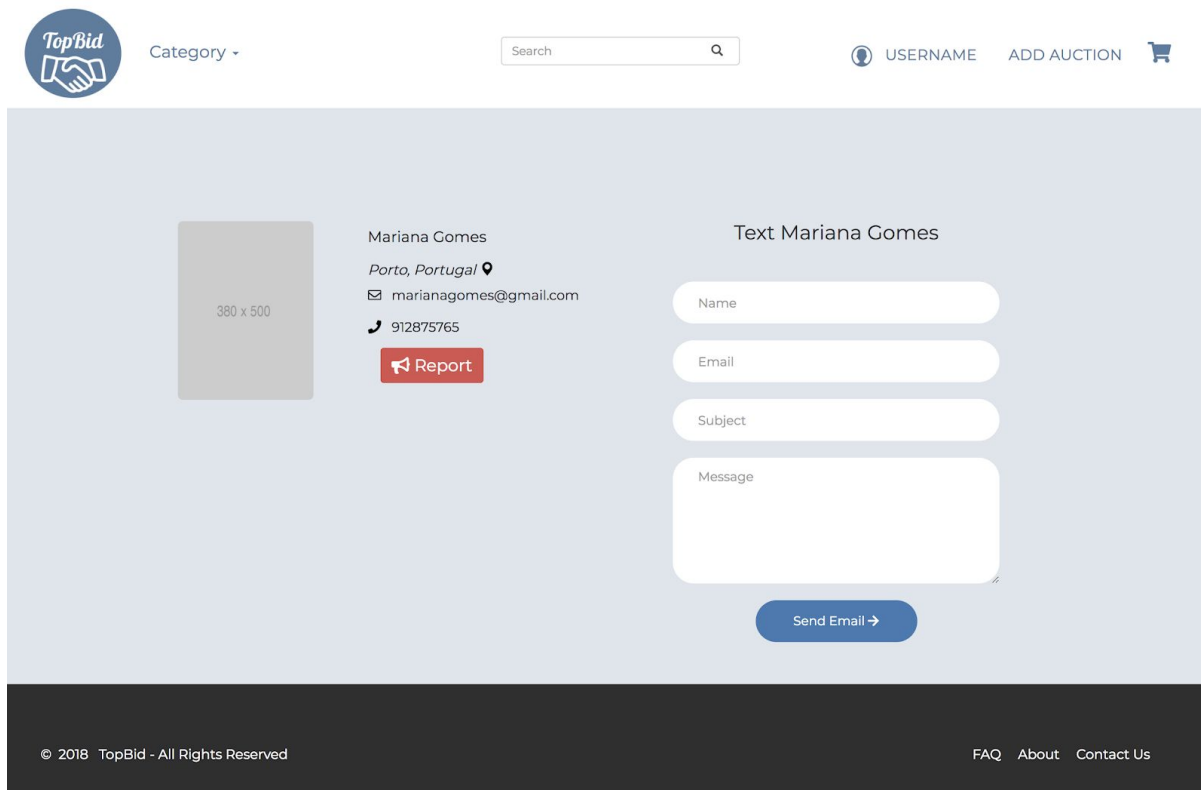 TopBid
Category
Search
USERNAME
ADD AUCTION
380 x 500
Mariana Gomes
Porto, Portugal
marianagomes@gmail.com
912875765
Report
Text Mariana Gomes
Name
Email
Subject
Message
Send Email
© 2018 TopBid - All Rights Reserved
FAQ About Contact Us